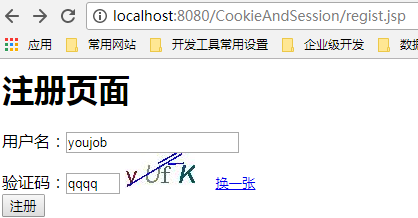 localhost:8080/CookieAndSession/regist.jsp
应用 常用网站 开发工具常用设置 企业级开发 数据
注册页面
用户名：youjob
验证码：qqqq y U f K 换一张
注册